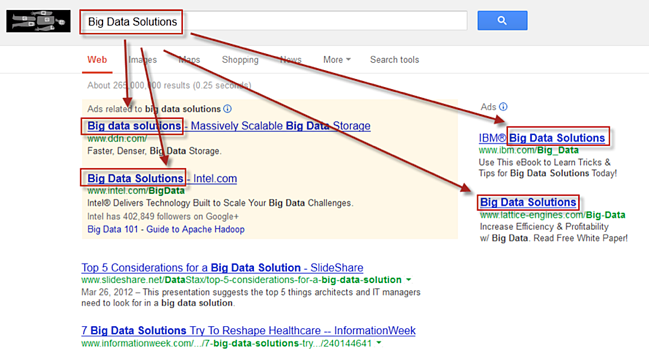 Big Data Solutions
Web Images Maps Shopping News More Search tools
About 265,000,000 results (0.25 seconds)
Ads related to big data solutions
Big data solutions - Massively Scalable Big Data Storage
www.ddn.com/
Faster, Denser, Big Data Storage.
Big Data Solutions - Intel.com
www.intel.com/BigData
Intel® Delivers Technology Built to Scale Your Big Data Challenges.
Intel has 402,849 followers on Google+
Big Data 101 - Guide to Apache Hadoop
Top 5 Considerations for a Big Data Solution - SlideShare
www.slideshare.net/DataStax/top-5-considerations-for-a-big-data-solution
Mar 26, 2012 – This presentation suggests the top 5 things architects and IT managers
need to look for in a big data solution.
7 Big Data Solutions Try To Reshape Healthcare -- InformationWeek
www.informationweek.com/.../7-big-data-solutions-try.../240144641
Ads
IBM® Big Data Solutions
www.ibm.com/Big_Data
Use This eBook to Learn Tricks &
Tips for Big Data Solutions Today!
Big Data Solutions
www.lattice-engines.com/Big-Data
Increase Efficiency & Profitability
w/ Big Data. Read Free White Paper!